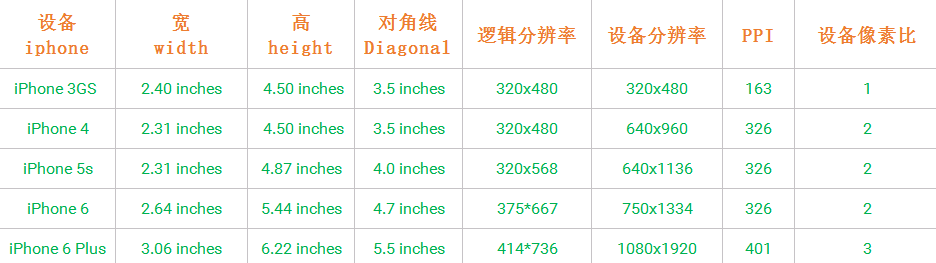 设备 iphone 宽 width 高 height 对角线 Diagonal 逻辑分辨率 设备分辨率 PPI 设备像素比
iPhone 3GS 2.40 inches 4.50 inches 3.5 inches 320x480 320x480 163 1
iPhone 4 2.31 inches 4.50 inches 3.5 inches 320x480 640x960 326 2
iPhone 5s 2.31 inches 4.87 inches 4.0 inches 320x568 640x1136 326 2
iPhone 6 2.64 inches 5.44 inches 4.7 inches 375*667 750x1334 326 2
iPhone 6 Plus 3.06 inches 6.22 inches 5.5 inches 414*736 1080x1920 401 3